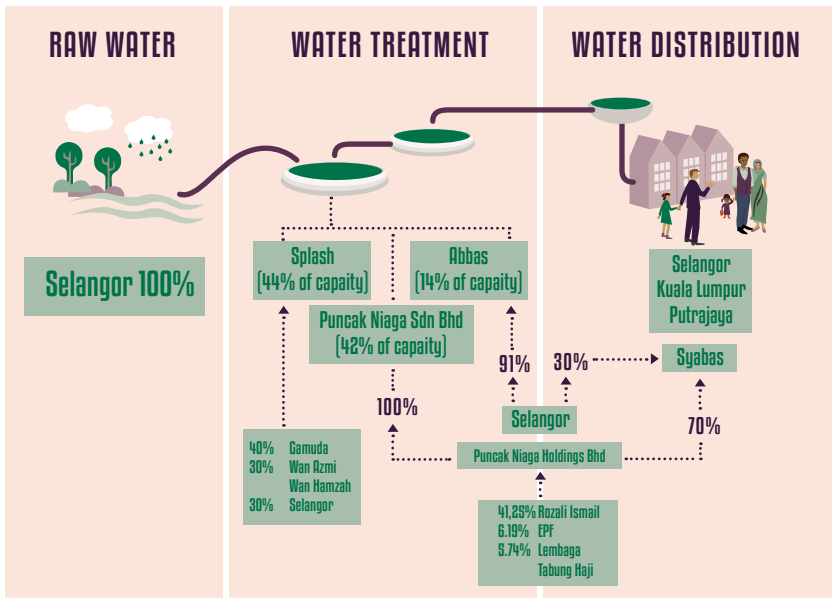 RAW WATER
WATER TREATMENT
WATER DISTRIBUTION
Selangor 100%
Splash
(44% of capaity)
Abbas
(14% of capaity)
Puncak Niaga Sdn Bhd
(42% of capaity)
Selangor
Kuala Lumpur
Putrajaya
Syabas
91%
30%
100%
70%
Selangor
Puncak Niaga Holdings Bhd
40% Gamuda
30% Wan Azmi
Wan Hamzah
30% Selangor
41,25% Rozali Ismail
6.19% EPF
5.74% Lembaga
Tabung Haji